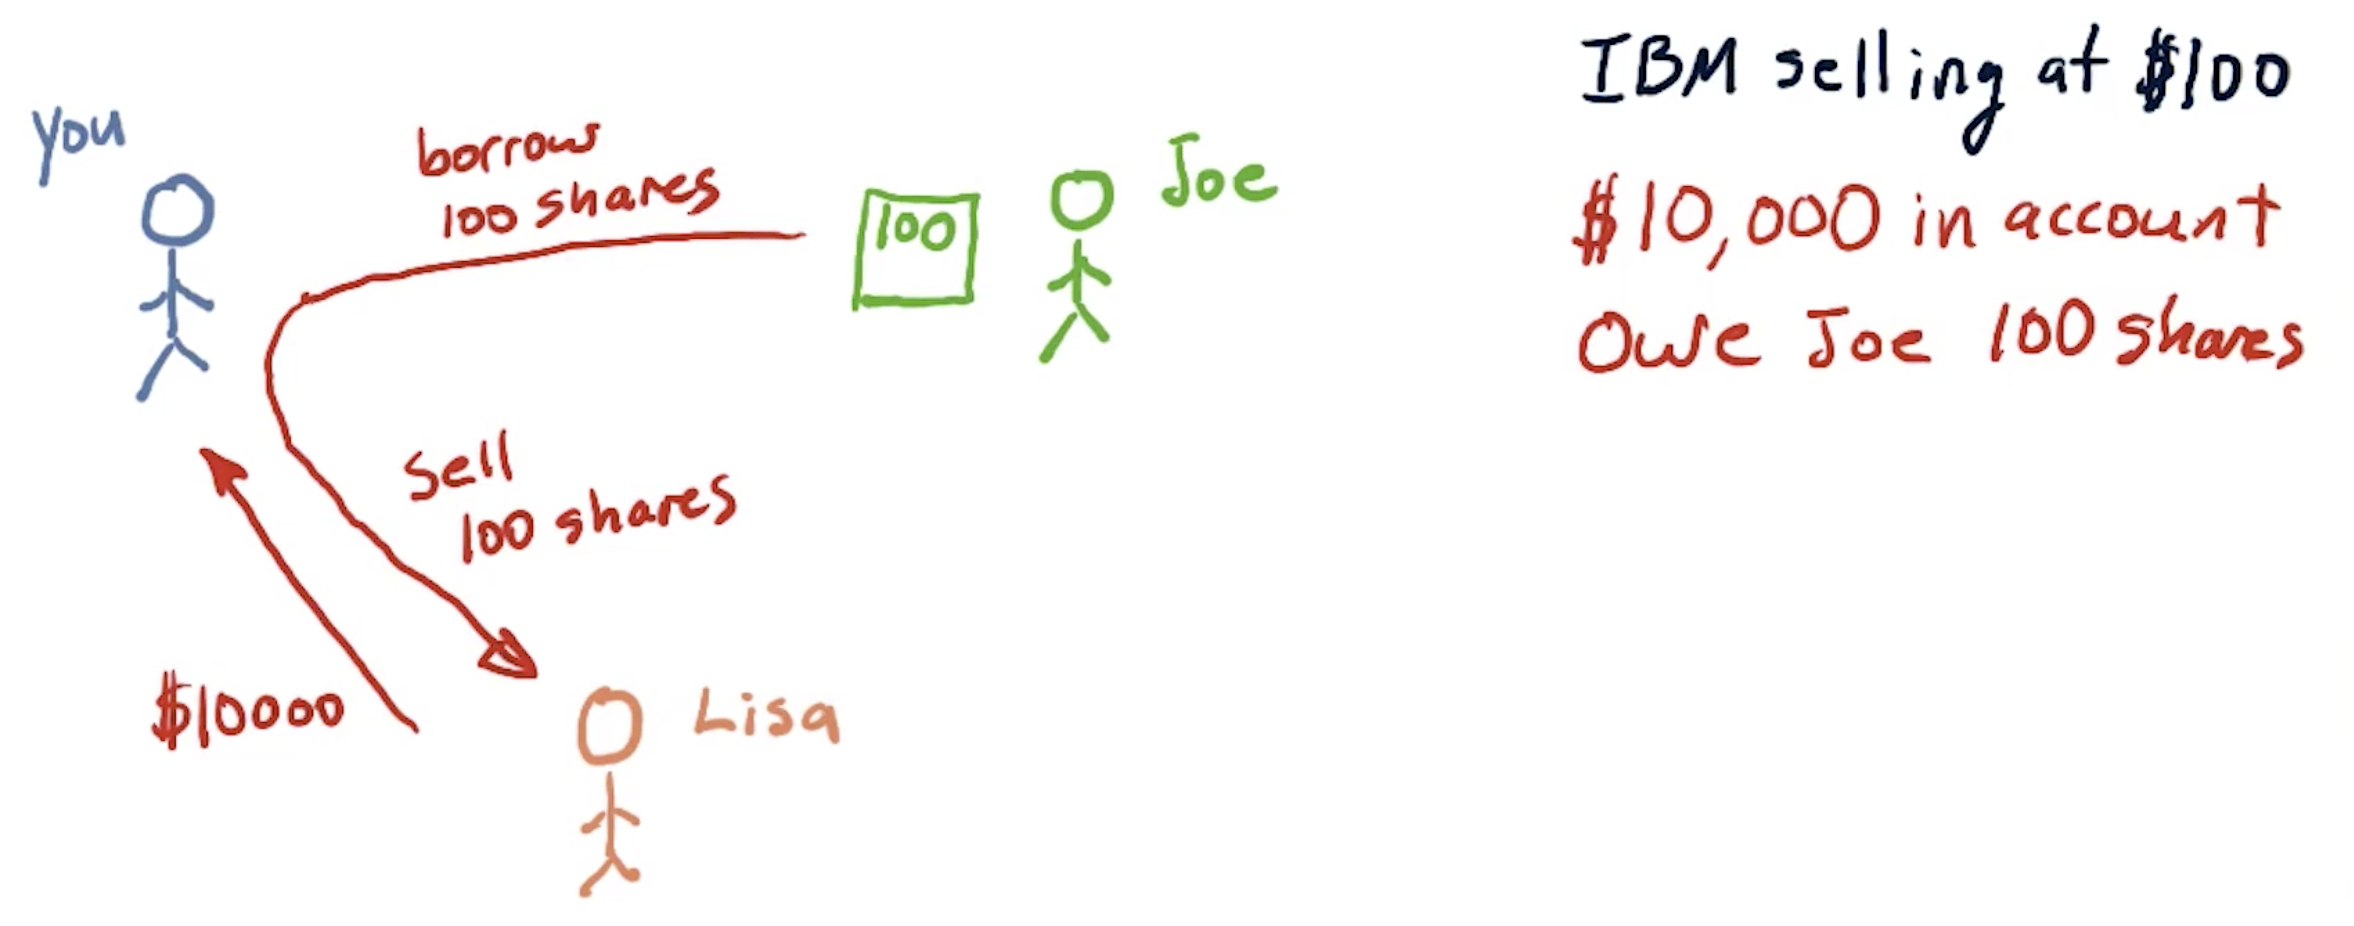 you
borrows
100 shares
100
Joe
IBM selling at $100
$10,000 in account
Owe Joe 100 shares
Sell
100 shares
$10000
Lisa